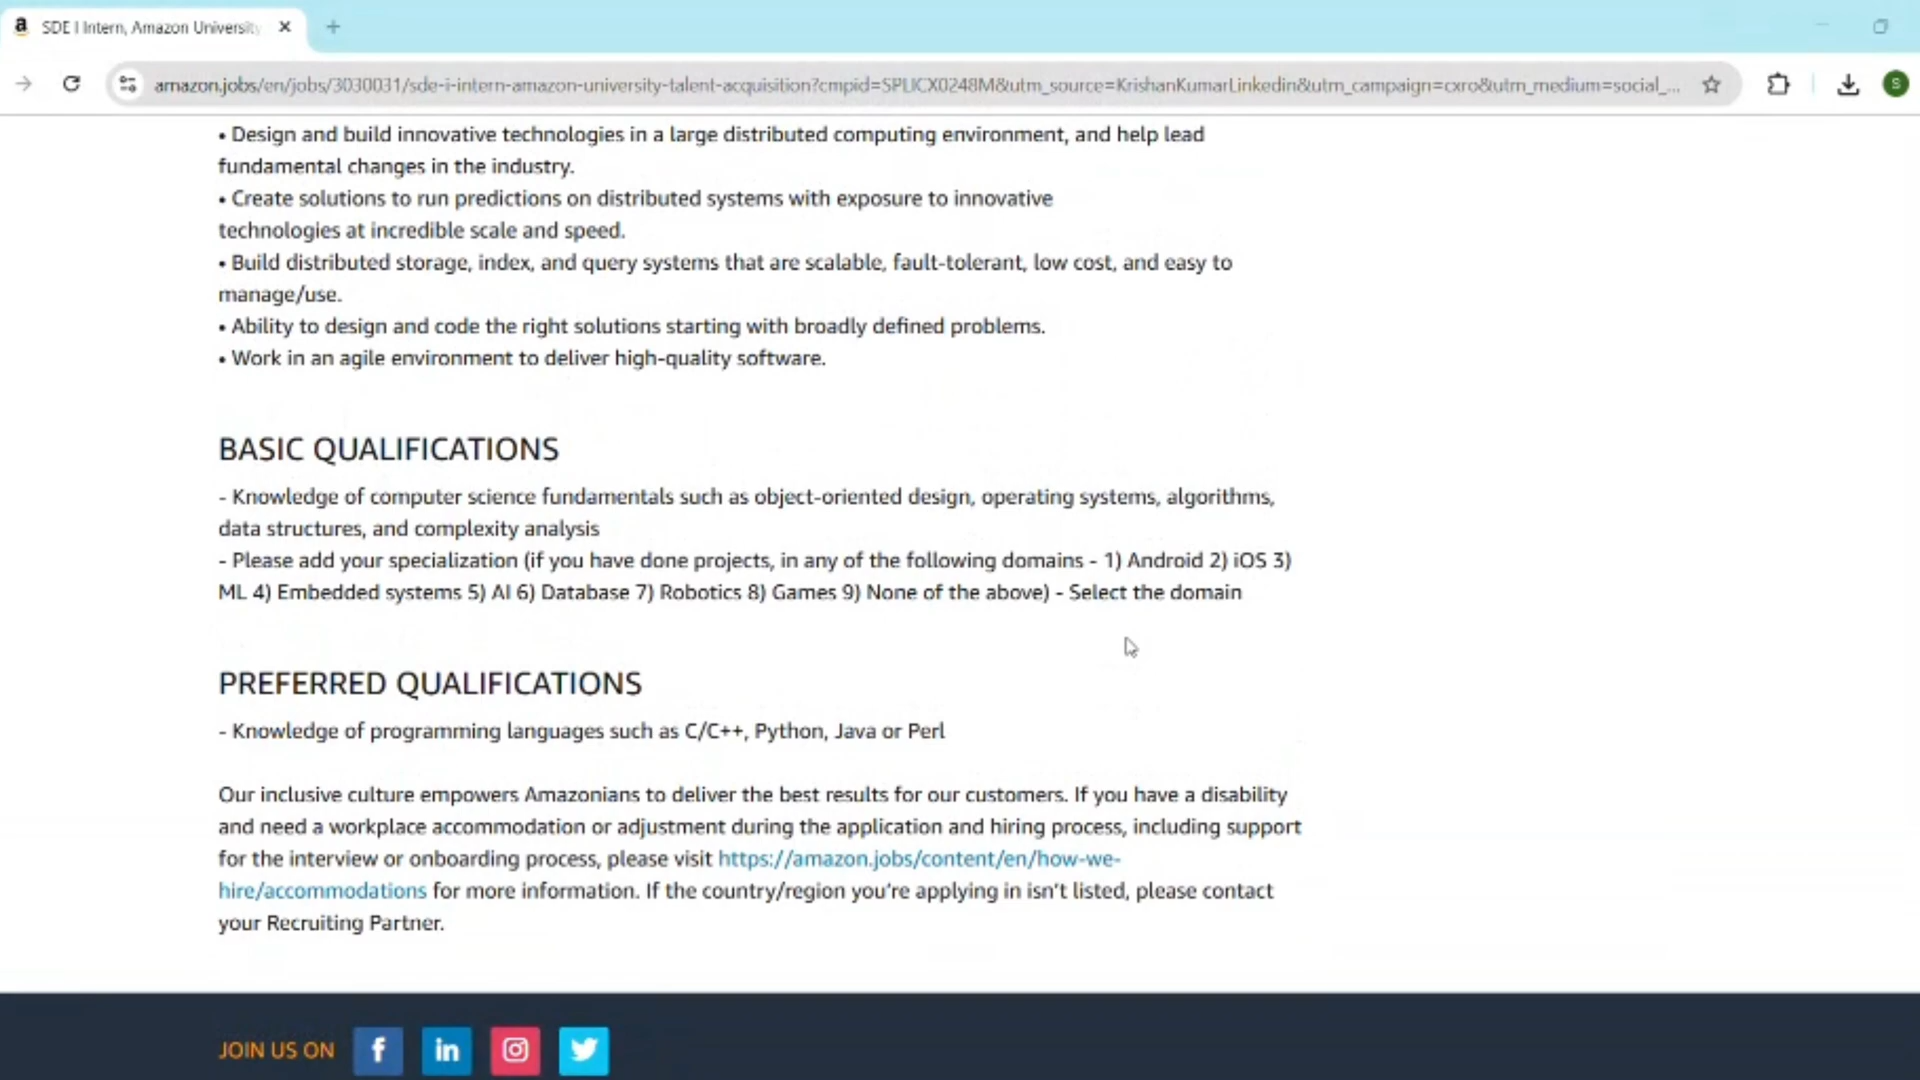 SDE I Intern, Amazon University
amazon.jobs/en/jobs/3030031/sde-i-intern-amazon-university-talent-acquisition?cmpid=SPLICX0248M&utm_source=KrishanKumarLinkedin&utm_campaign=cxro&utm_medium=social_...
S
• Design and build innovative technologies in a large distributed computing environment, and help lead
fundamental changes in the industry.
• Create solutions to run predictions on distributed systems with exposure to innovative
technologies at incredible scale and speed.
• Build distributed storage, index, and query systems that are scalable, fault-tolerant, low cost, and easy to
manage/use.
• Ability to design and code the right solutions starting with broadly defined problems.
• Work in an agile environment to deliver high-quality software.
BASIC QUALIFICATIONS
- Knowledge of computer science fundamentals such as object-oriented design, operating systems, algorithms,
data structures, and complexity analysis
- Please add your specialization (if you have done projects, in any of the following domains - 1) Android 2) iOS 3)
ML 4) Embedded systems 5) AI 6) Database 7) Robotics 8) Games 9) None of the above) - Select the domain
PREFERRED QUALIFICATIONS
- Knowledge of programming languages such as C/C++, Python, Java or Perl
Our inclusive culture empowers Amazonians to deliver the best results for our customers. If you have a disability
and need a workplace accommodation or adjustment during the application and hiring process, including support
for the interview or onboarding process, please visit https://amazon.jobs/content/en/how-we-
hire/accommodations for more information. If the country/region you're applying in isn't listed, please contact
your Recruiting Partner.
JOIN US ON